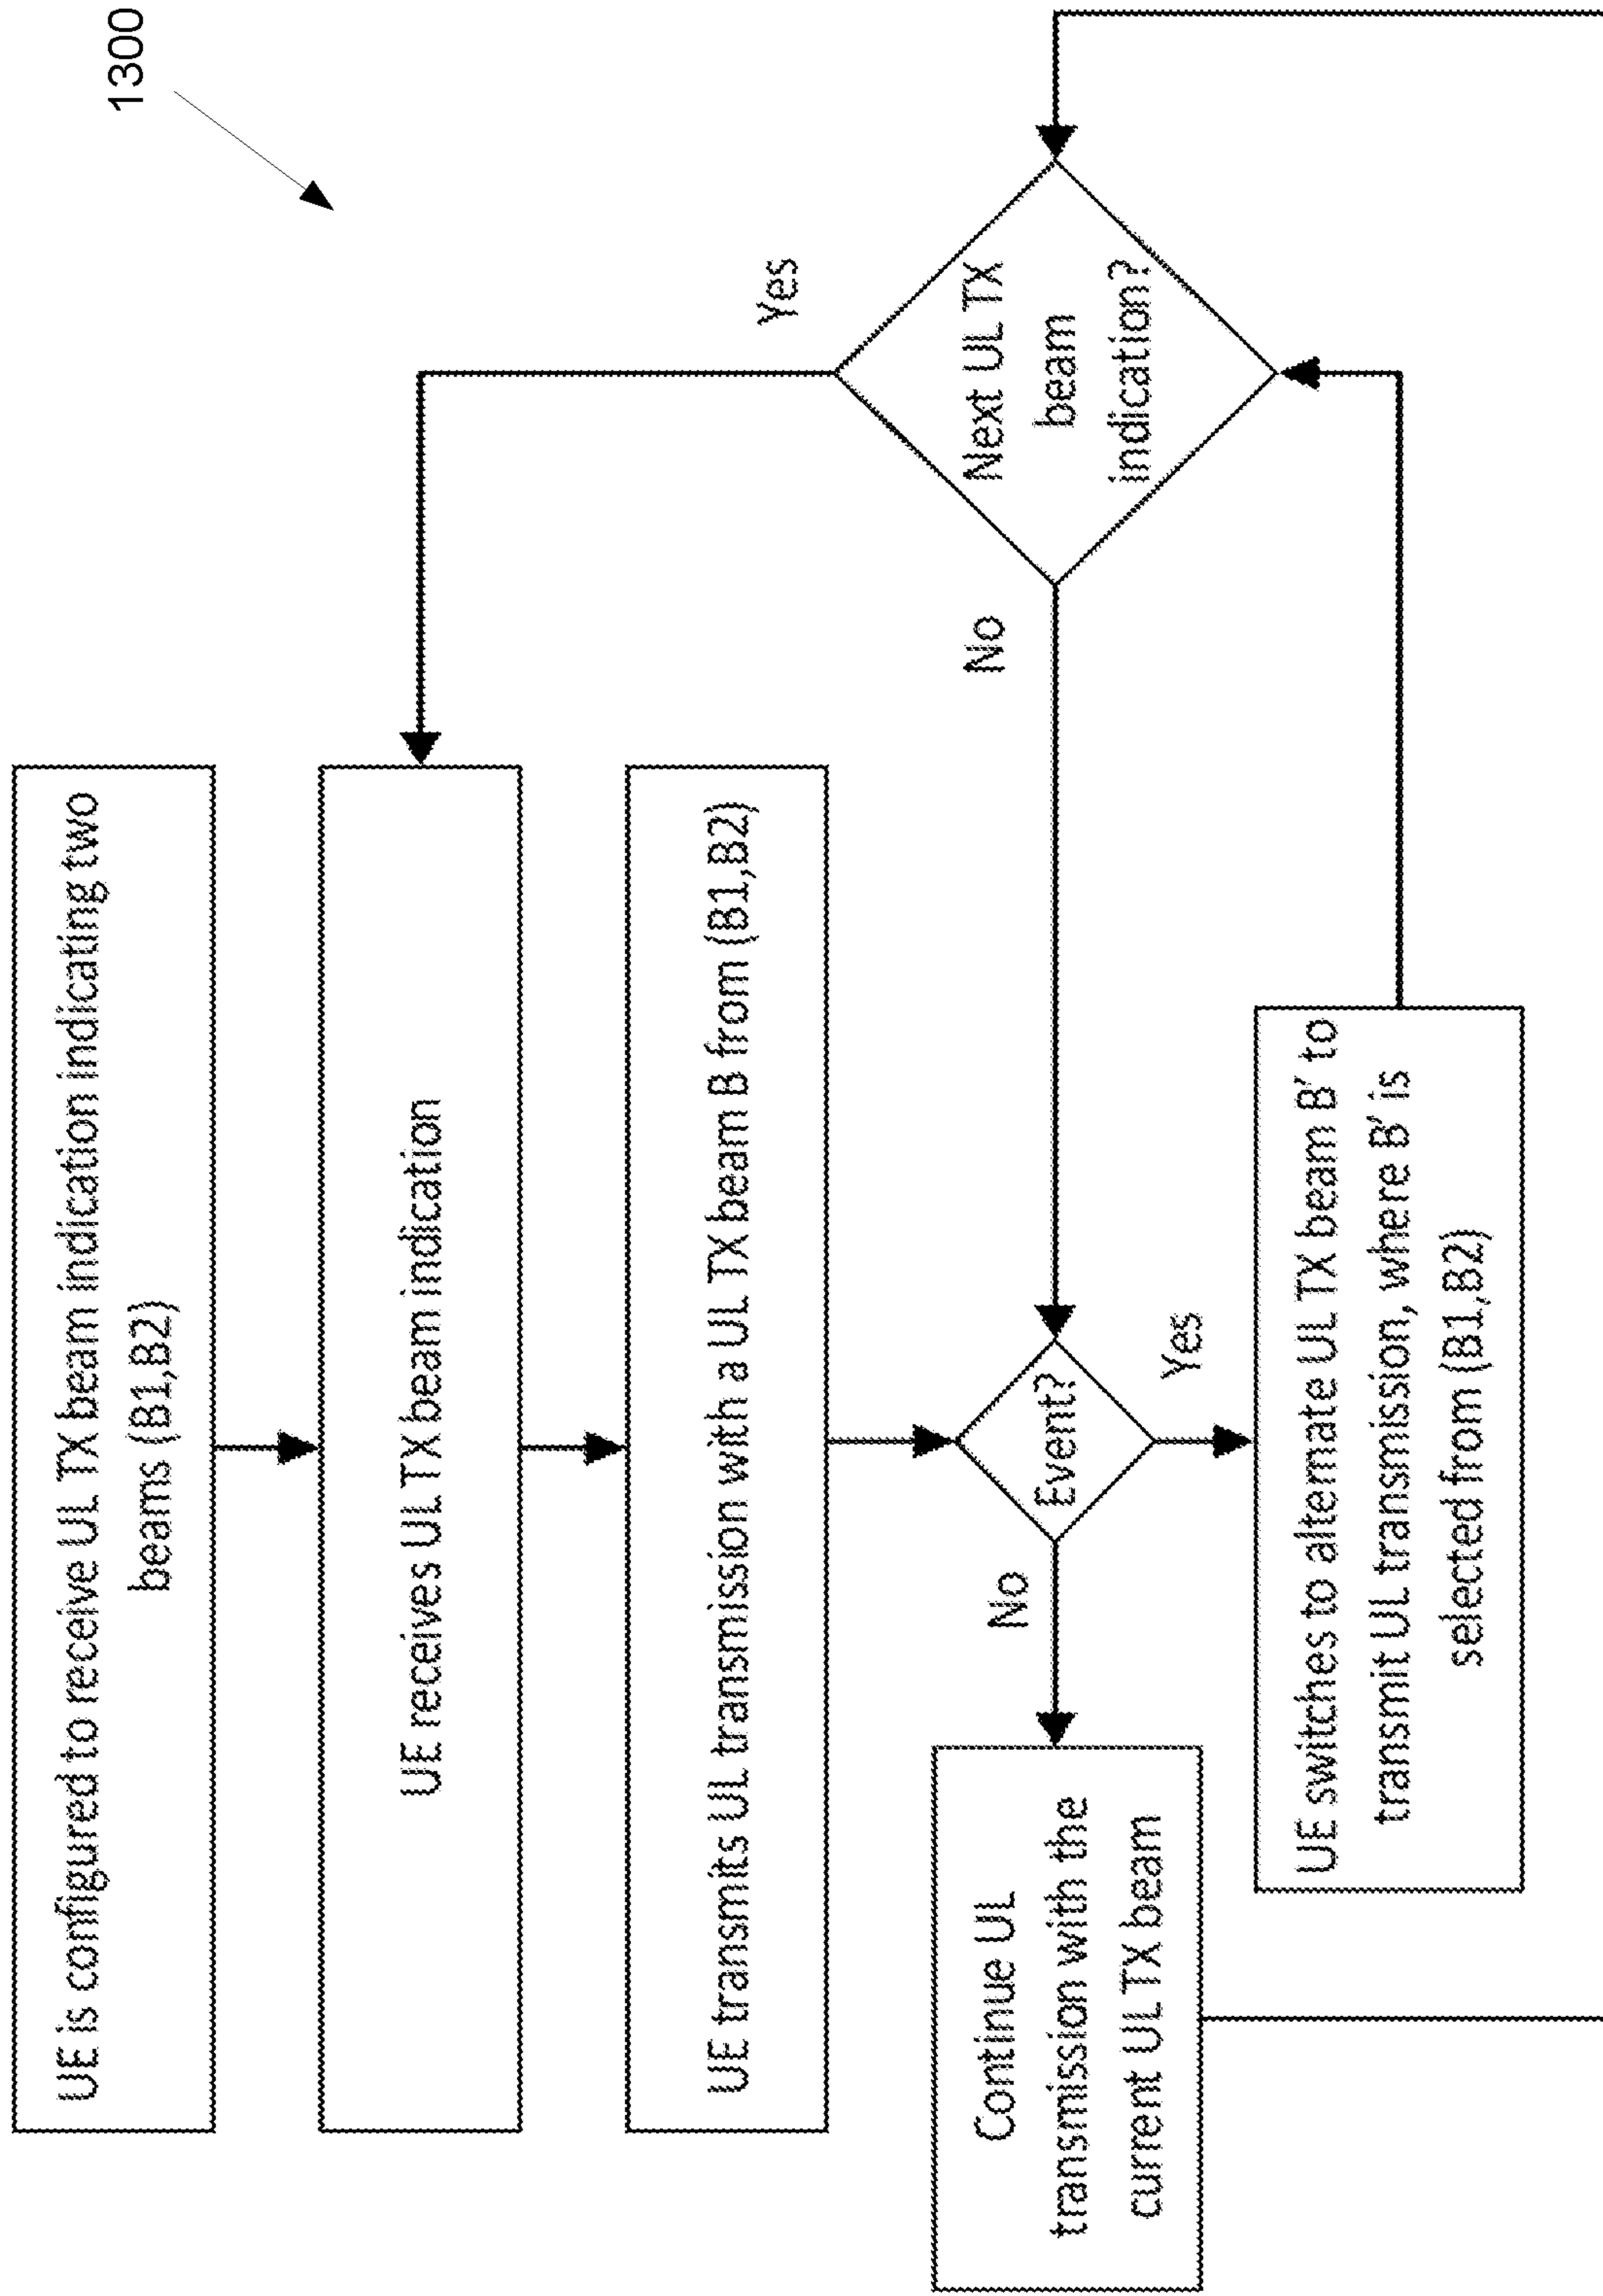 1300
UE is configured to receive UL TX beam indication indicating two
beams (B1,B2)
UE receives UL TX beam indication
UE transmits UL transmission with a UL TX beam B from (B1,B2)
Yes
Next UL TX
beam
indication?
No
Event?
No
Yes
Continue UL
transmission with the
current UL TX beam
UE switches to alternate UL TX beam B' to
transmit UL transmission, where B' is
selected from (B1,B2)